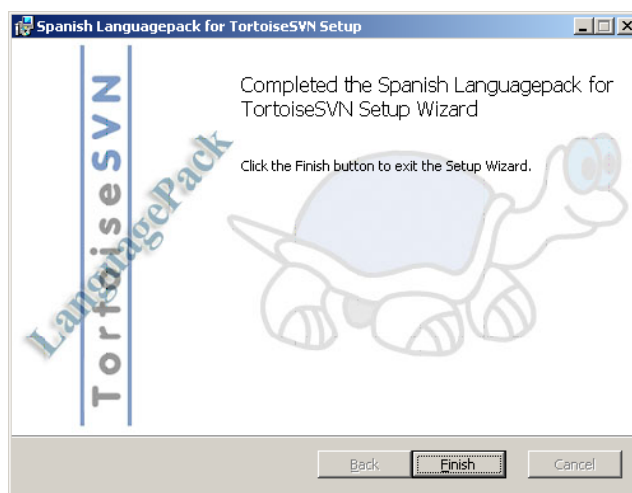 Spanish Languagepack for TortoiseSVN Setup
Completed the Spanish Languagepack for
TortoiseSVN Setup Wizard
Click the Finish button to exit the Setup Wizard.
TortoiseSVN
LanguagePack
Back
Finish
Cancel